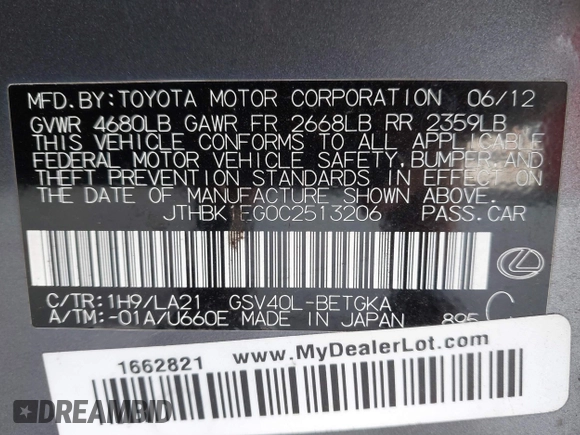 MFD.BY:TOYOTA MOTOR CORPORATION 06/12
GVWR 4680LB GAWR FR 2668LB RR 2359LB
THIS VEHICLE CONFORMS TO ALL APPLICABLE
FEDERAL MOTOR VEHICLE SAFETY,BUMPER,AND
THEFT PREVENTION STANDARDS IN EFFECT ON
THE DATE OF MANUFACTURE SHOWN ABOVE.
JTHBK1EG0C2513206 PASS.CAR
C/TR:1H9/LA21 GSV40L-BETGKA
A/TM:-01A/U660E MADE IN JAPAN 895 C
1662821 www.MyDealerLot.com
DREAMBID